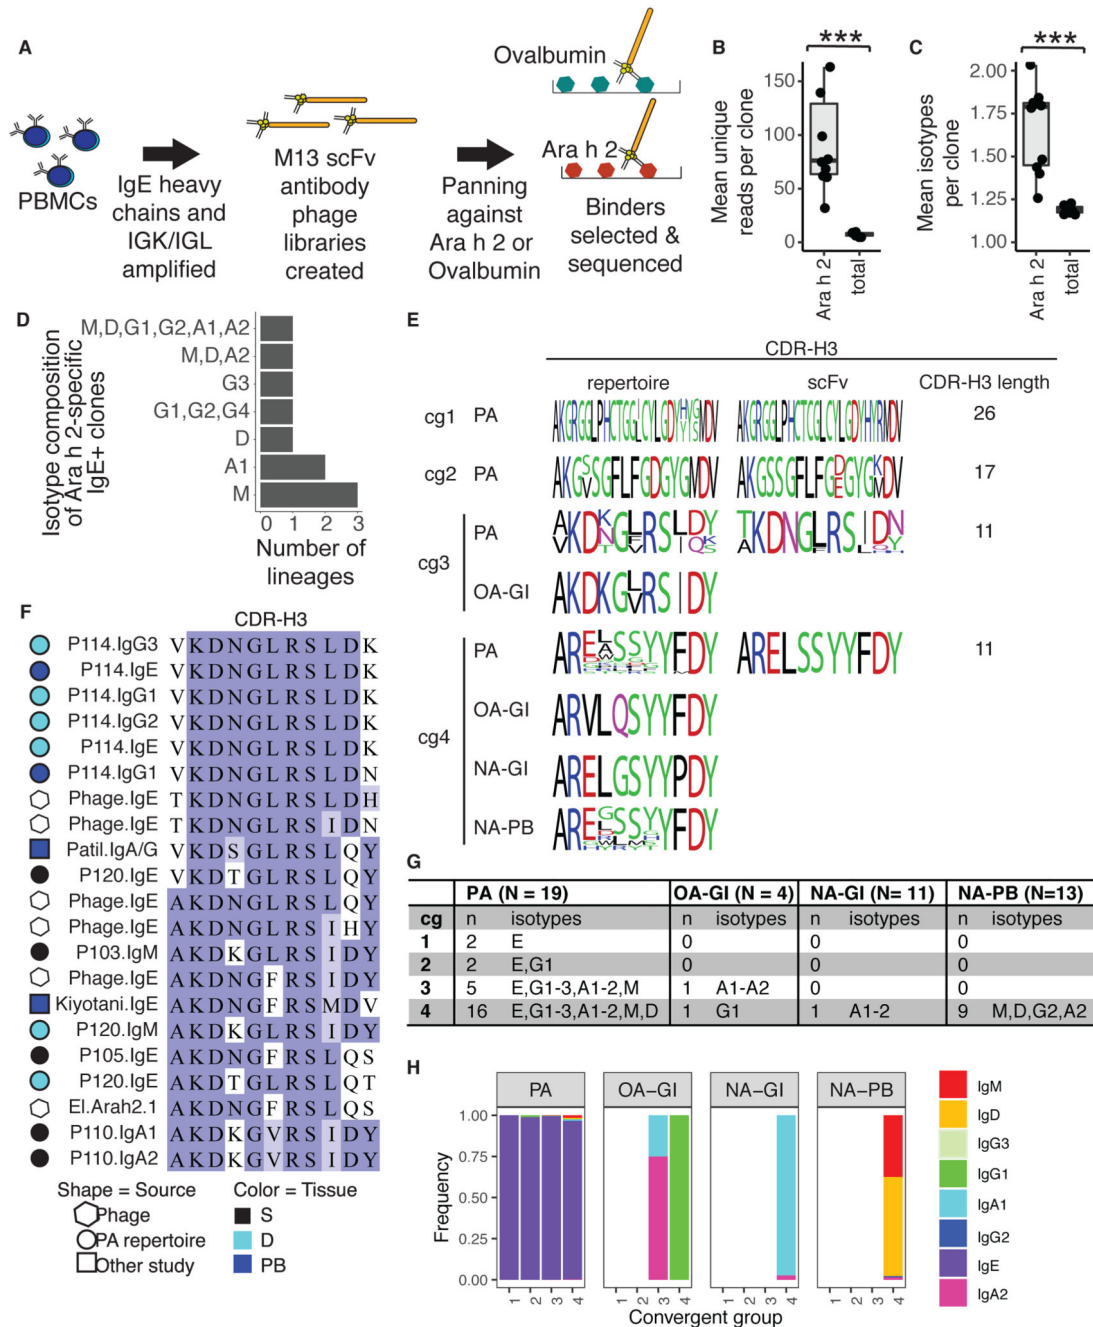 A
PBMCs
IgE heavy
chains and
IGK/IGL
amplified
M13 scFv
antibody
phage
libraries
created
Panning
against
Ara h 2 or
Ovalbumin
Ovalbumin
Ara h 2
Binders
selected &
sequenced
B
***
Mean unique
reads per clone
150
100
50
0
Ara h 2
total
C
***
Mean isotypes
per clone
2.00
1.75
1.50
1.25
1.00
Ara h 2
total
D
Isotype composition
of Ara h 2-specific
IgE+ clones
M,D,G1,G2,A1,A2
M,D,A2
G3
G1,G2,G4
D
A1
M
0 1 2 3
Number of
lineages
E
CDR-H3
repertoire scFv CDR-H3 length
cg1 PA 26
cg2 PA 17
cg3 PA 11
OA-GI
cg4 PA ARELSSYYFDY 11
OA-GI ARVLQSYYFDY
NA-GI ARELGSYYPDY
NA-PB
F
CDR-H3
P114.IgG3 VKDNGLRSLDK
P114.IgE VKDNGLRSLDK
P114.IgG1 VKDNGLRSLDK
P114.IgG2 VKDNGLRSLDK
P114.IgE VKDNGLRSLDK
P114.IgG1 VKDNGLRSLDN
Phage.IgE TKDNGLRSLDH
Phage.IgE TKDNGLRSIDN
Patil.IgA/G VKDSGLRSLQY
P120.IgE VKDTGLRSLQY
Phage.IgE AKDNGLRSLQY
Phage.IgE AKDNGLRSIHY
P103.IgM AKDKGLRSIDY
Phage.IgE AKDNGFRSIDY
Kiyotani.IgE AKDNGFRSMDV
P120.IgM AKDKGLRSIDY
P105.IgE AKDNGFRSLQS
P120.IgE AKDTGLRSLQT
El.Arah2.1 AKDNGFRSLQS
P110.IgA1 AKDKGVRSIDY
P110.IgA2 AKDKGVRSIDY
Shape = Source
Phage
PA repertoire
Other study
Color = Tissue
S
D
PB
G
PA (N = 19) OA-GI (N = 4) NA-GI (N= 11) NA-PB (N=13)
cg n isotypes n isotypes n isotypes n isotypes
1 2 E 0 0 0
2 2 E,G1 0 0 0
3 5 E,G1-3,A1-2,M 1 A1-A2 0 0
4 16 E,G1-3,A1-2,M,D 1 G1 1 A1-2 9 M,D,G2,A2
H
PA OA-GI NA-GI NA-PB
Frequency
1.00
0.75
0.50
0.25
0.00
1 2 3 4 1 2 3 4 1 2 3 4 1 2 3 4
Convergent group
IgM
IgD
IgG3
IgG1
IgA1
IgG2
IgE
IgA2